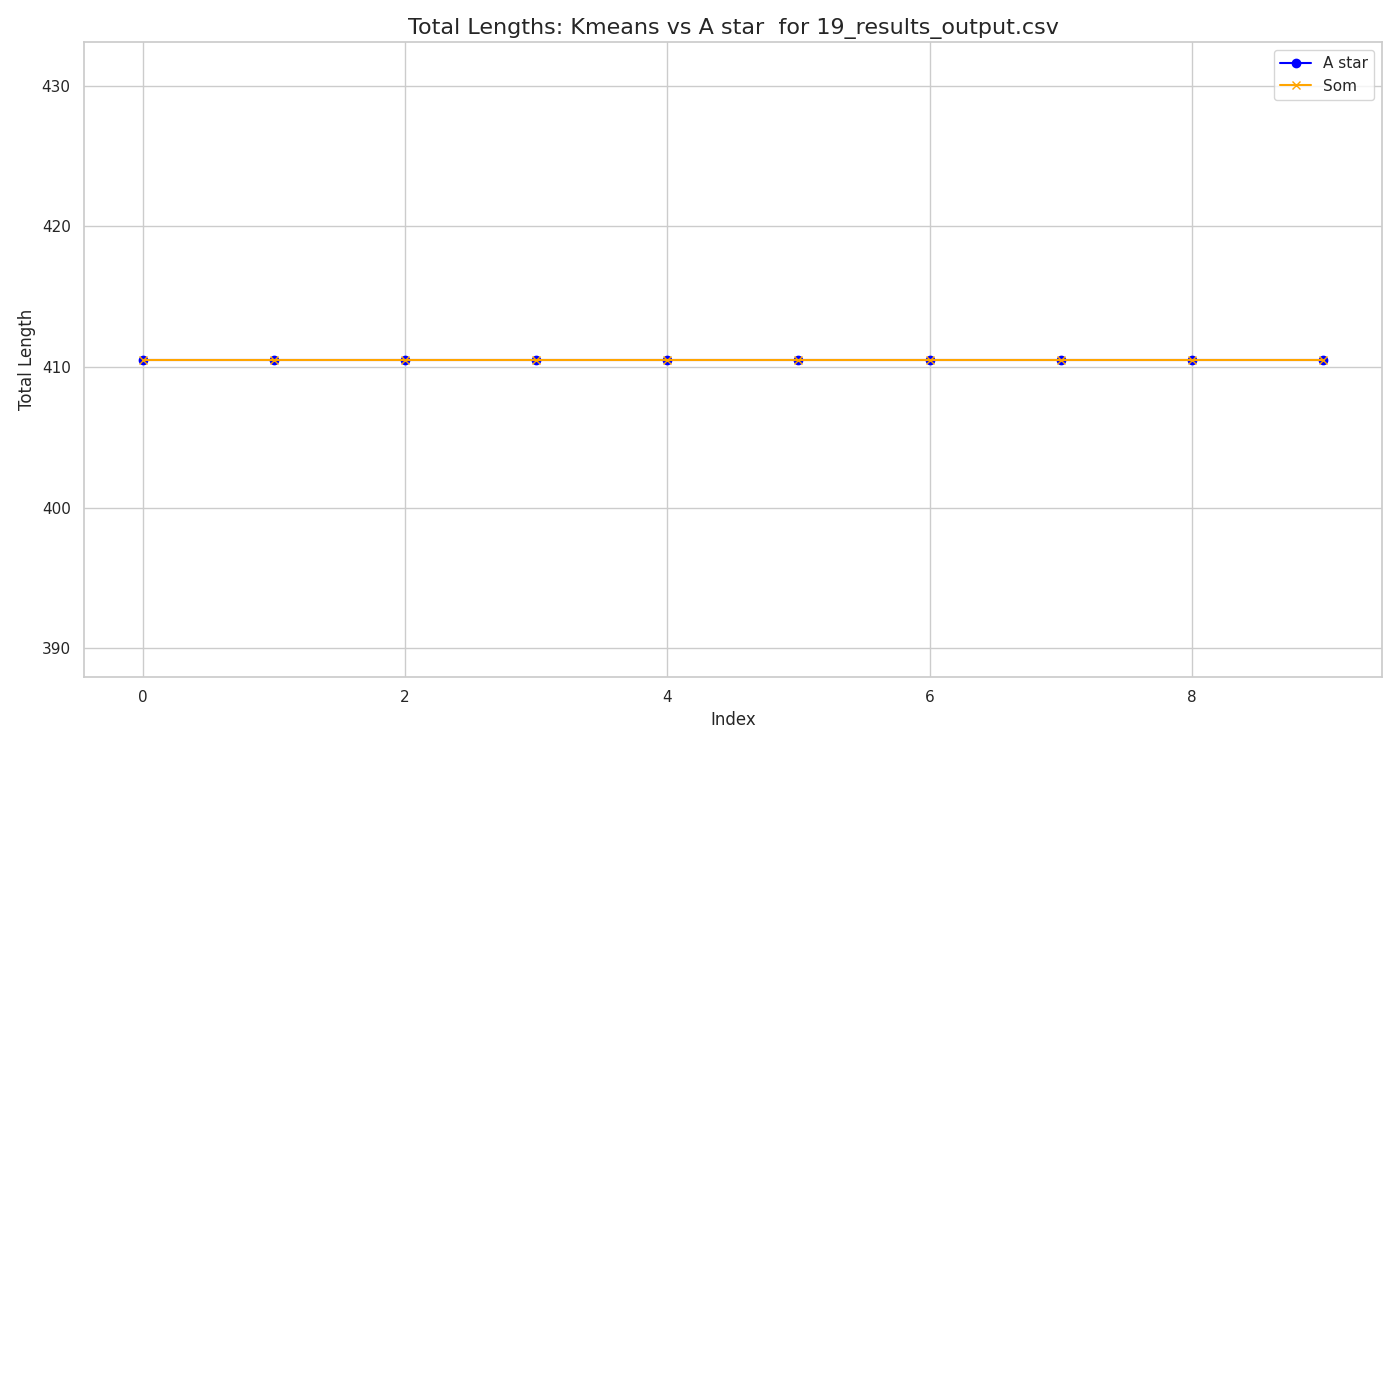 Total Lengths: Kmeans vs A star  for 19_results_output.csv
A star
Som
430
420
410
400
390
Total Length
0 2 4 6 8
Index